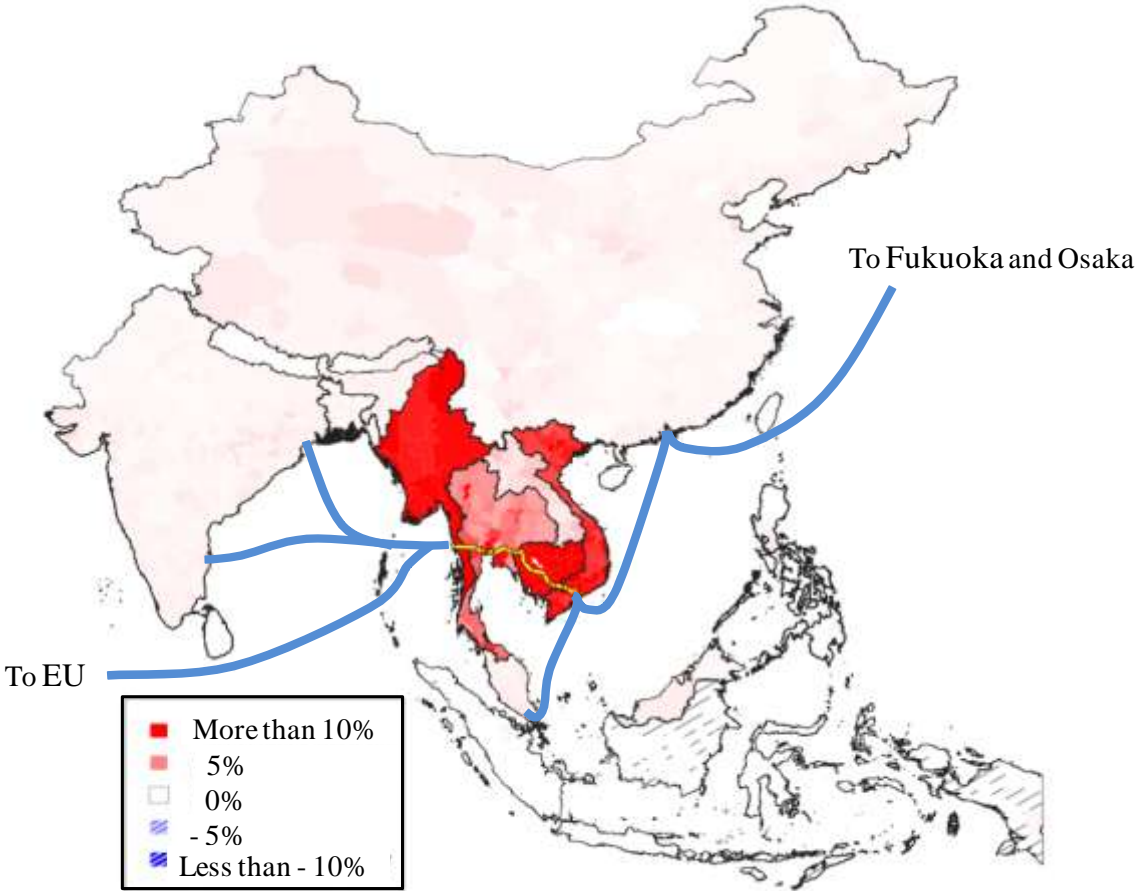 To Fukuoka and Osaka
To EU
More than 10%
5%
0%
- 5%
Less than - 10%